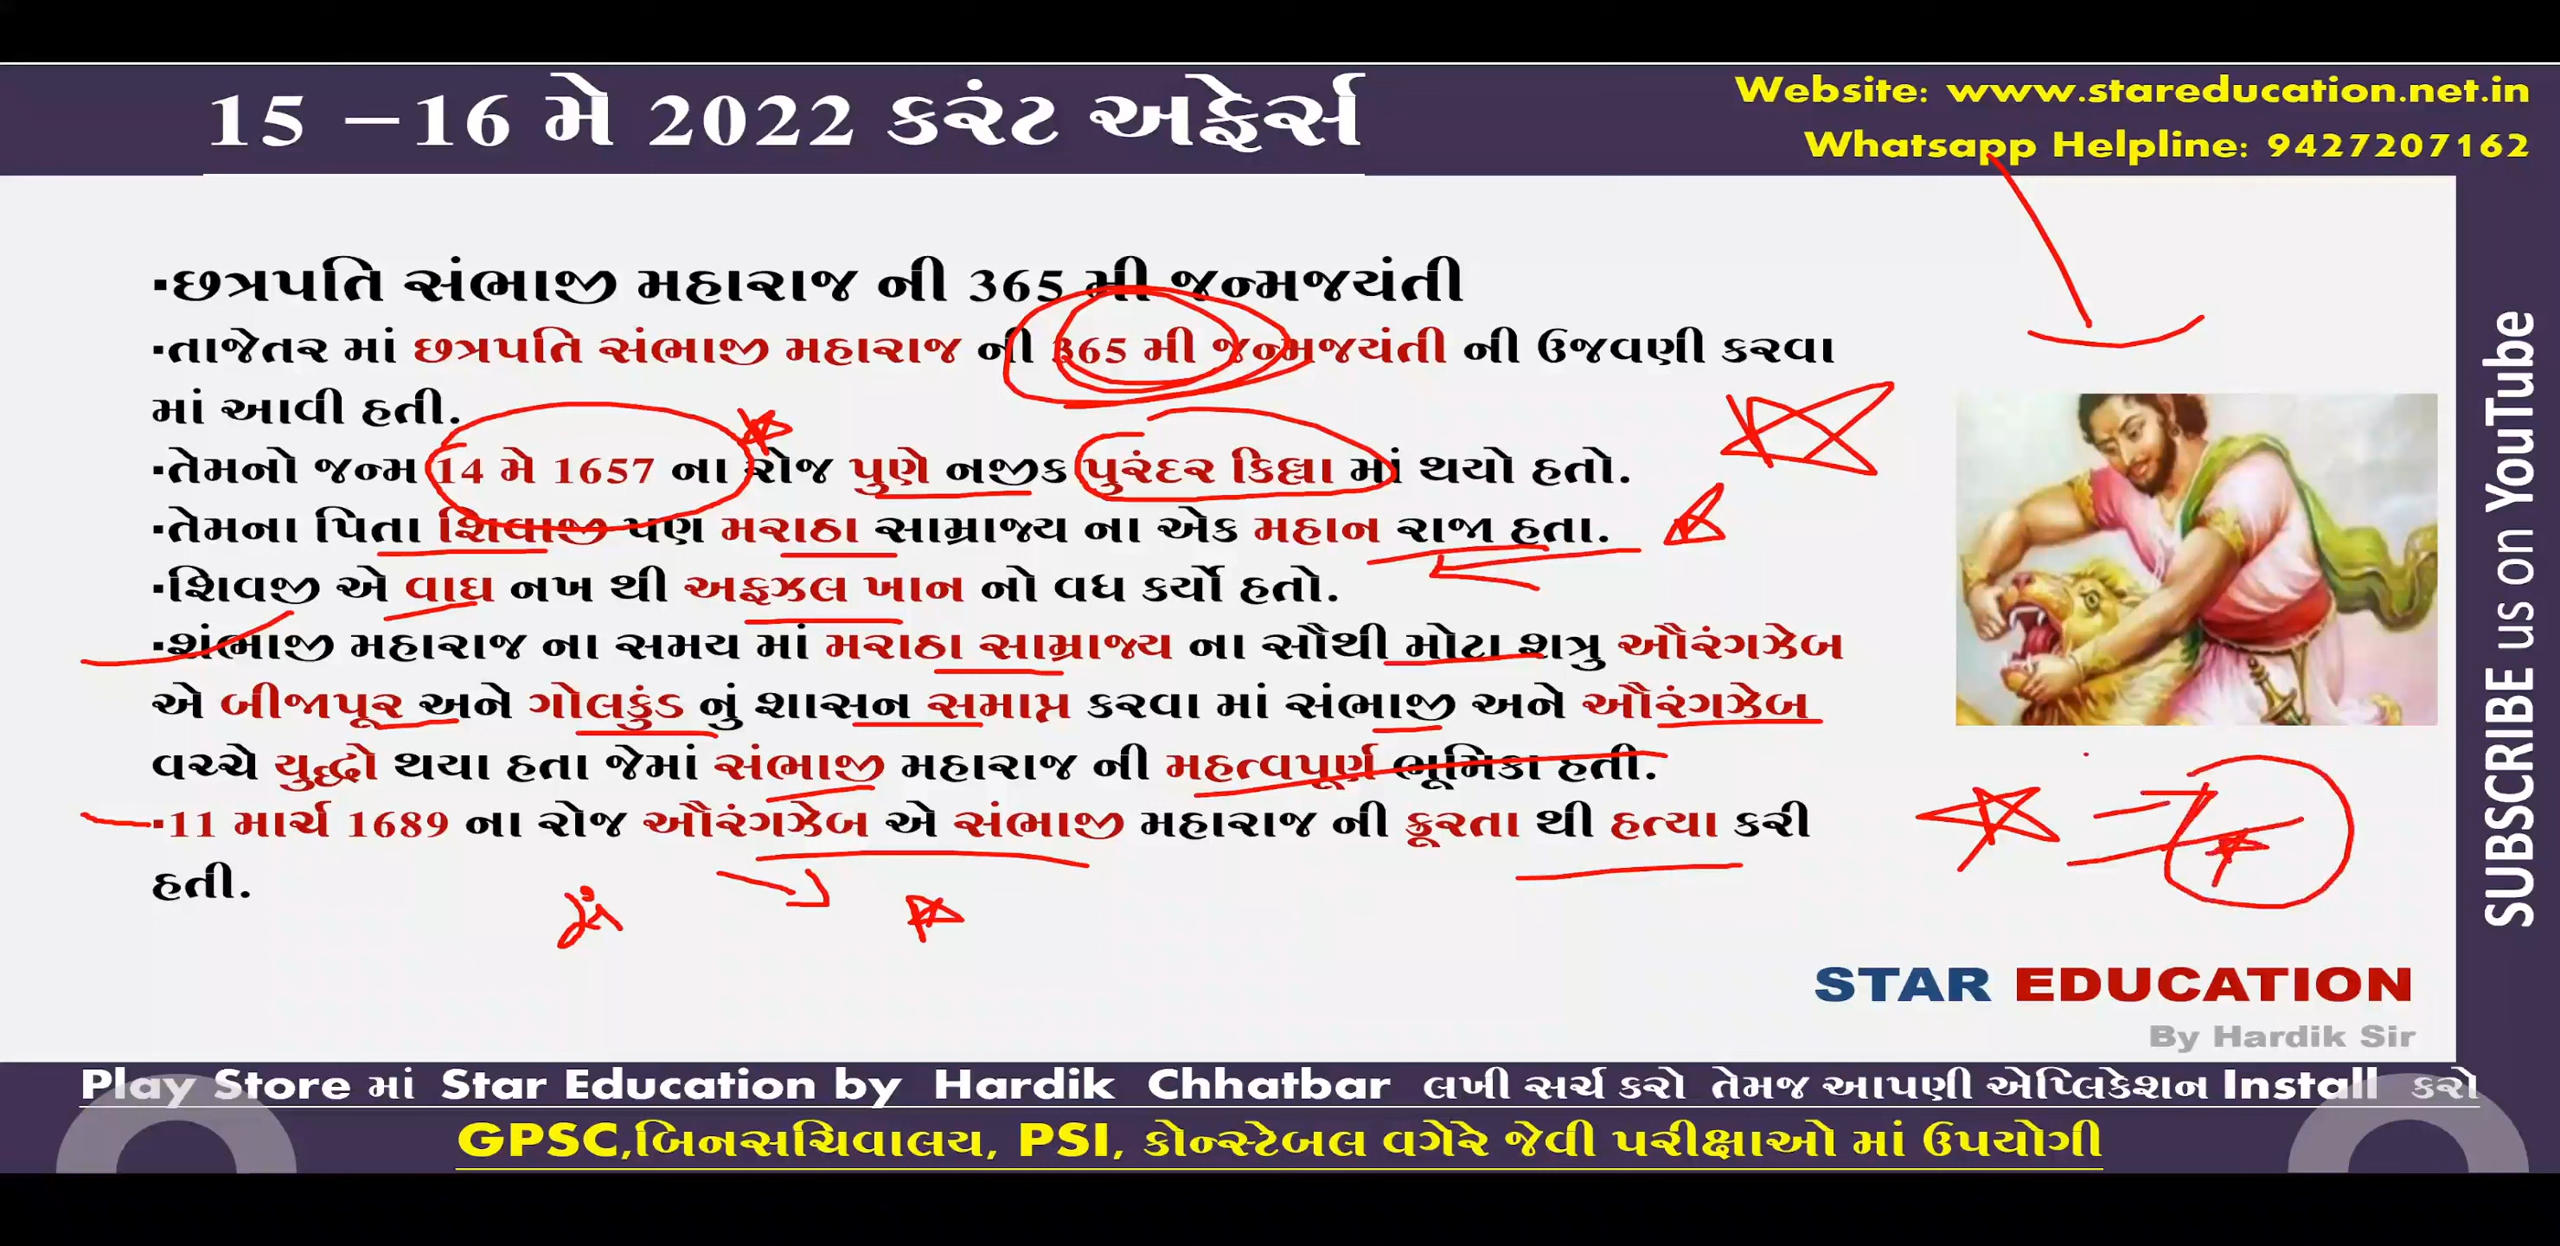 15 –16 મે 2022 કરંટ અફેર્સ
Website: www.stareducation.net.in
Whatsapp Helpline: 9427207162
▪છત્રપતિ સંભાજી મહારાજ ની 365 મી જન્મજયંતી
▪તાજેતર માં છત્રપતિ સંભાજી મહારાજ ની 365 મી જન્મજયંતી ની ઉજવણી કરવા
માં આવી હતી.
▪તેમનો જન્મ 14 મે 1657 ના રોજ પુણે નજીક પુરંદર કિલ્લા માં થયો હતો.
▪તેમના પિતા શિવાજી પણ મરાઠા સામ્રાજ્ય ના એક મહાન રાજા હતા.
▪શિવજી એ વાઘ નખ થી અફઝલ ખાન નો વધ કર્યો હતો.
▪શંભાજી મહારાજ ના સમય માં મરાઠા સામ્રાજ્ય ના સૌથી મોટા શત્રુ ઔરંગઝેબ
એ બીજાપૂર અને ગોલકુંડ નું શાસન સમાપ્ત કરવા માં સંભાજી અને ઔરંગઝેબ
વચ્ચે યુદ્ધો થયા હતા જેમાં સંભાજી મહારાજ ની મહત્વપૂર્ણ ભૂમિકા હતી.
▪11 માર્ચ 1689 ના રોજ ઔરંગઝેબ એ સંભાજી મહારાજ ની ક્રૂરતા થી હત્યા કરી
હતી.
SUBSCRIBE us on YouTube
STAR EDUCATION
By Hardik Sir
Play Store માં Star Education by Hardik Chhatbar લખી સર્ચ કરો તેમજ આપણી એપ્લિકેશન Install કરો
GPSC,બિનસચિવાલય, PSI, કોન્સ્ટેબલ વગેરે જેવી પરીક્ષાઓ માં ઉપયોગી